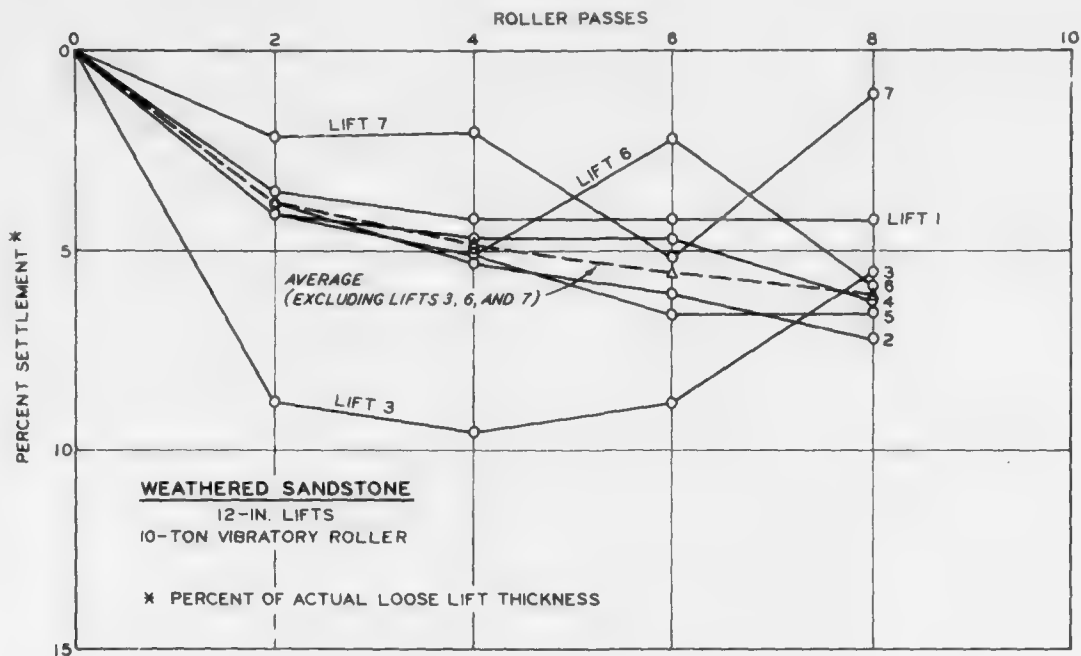 ROLLER PASSES
0 2 4 6 8 10
0
5
10
15
PERCENT SETTLEMENT *
LIFT 7
LIFT 6
7
LIFT 1
3
6
4
5
2
AVERAGE
(EXCLUDING LIFTS 3, 6, AND 7)
LIFT 3
WEATHERED SANDSTONE
12-IN. LIFTS
10-TON VIBRATORY ROLLER
* PERCENT OF ACTUAL LOOSE LIFT THICKNESS